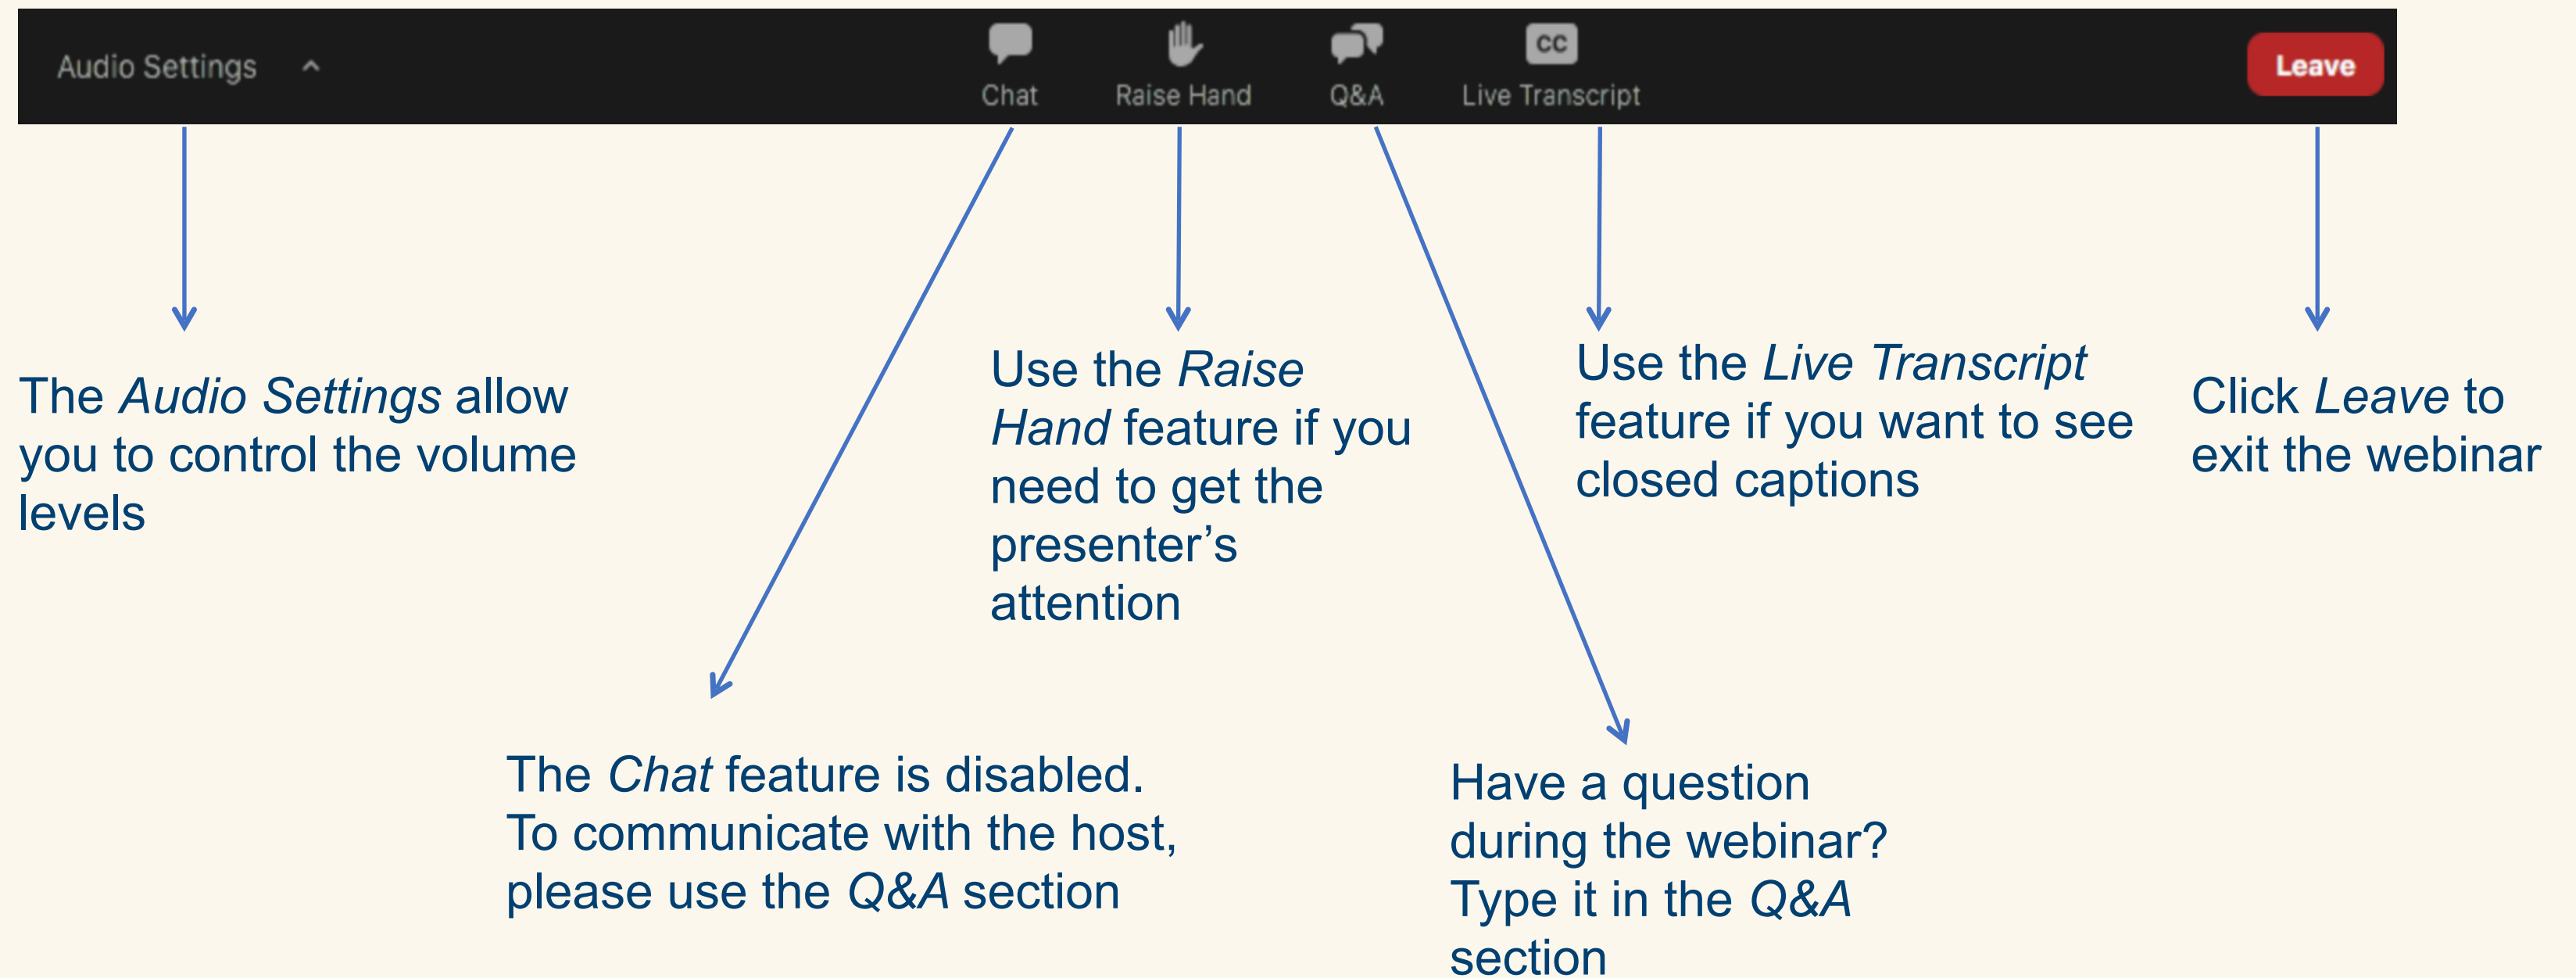 Audio Settings
Chat
Raise Hand
Q&A
CC
Live Transcript
Leave
The Audio Settings allow
you to control the volume
levels
Use the Raise
Hand feature if you
need to get the
presenter’s
attention
Use the Live Transcript
feature if you want to see
closed captions
Click Leave to
exit the webinar
The Chat feature is disabled.
To communicate with the host,
please use the Q&A section
Have a question
during the webinar?
Type it in the Q&A
section